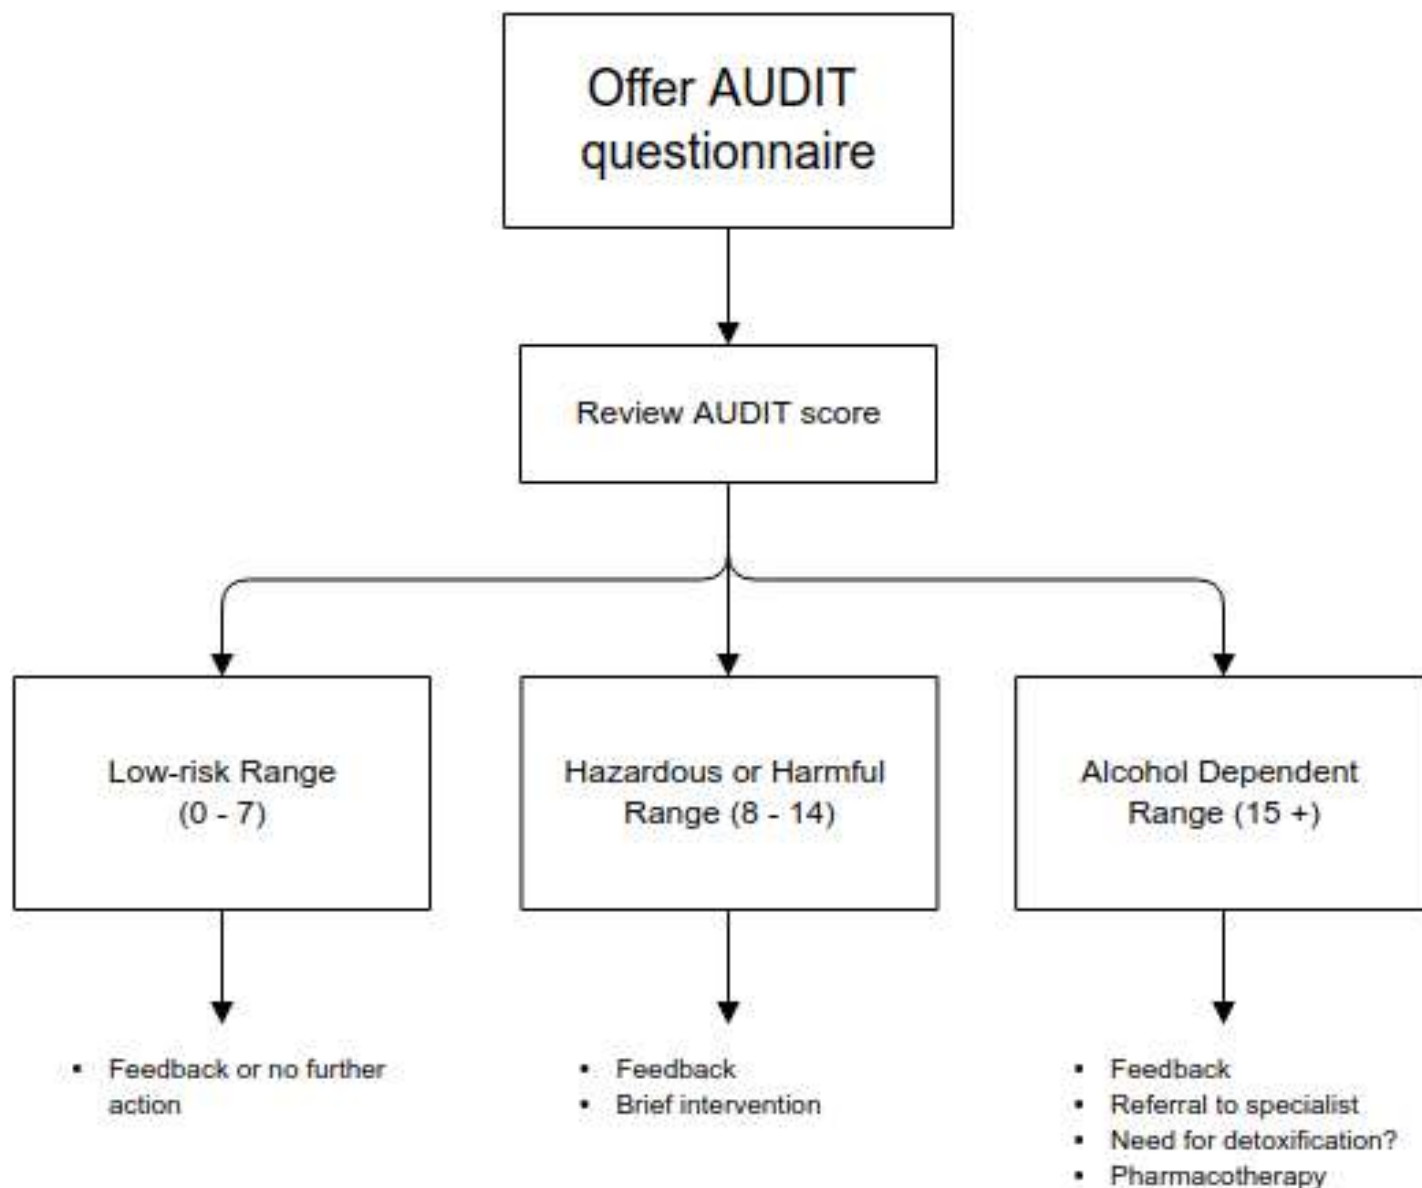 Offer AUDIT
questionnaire
Review AUDIT score
Low-risk Range
(0 - 7)
Hazardous or Harmful
Range (8 - 14)
Alcohol Dependent
Range (15 +)
▪ Feedback or no further
action
▪ Feedback
▪ Brief intervention
▪ Feedback
▪ Referral to specialist
▪ Need for detoxification?
▪ Pharmacotherapy